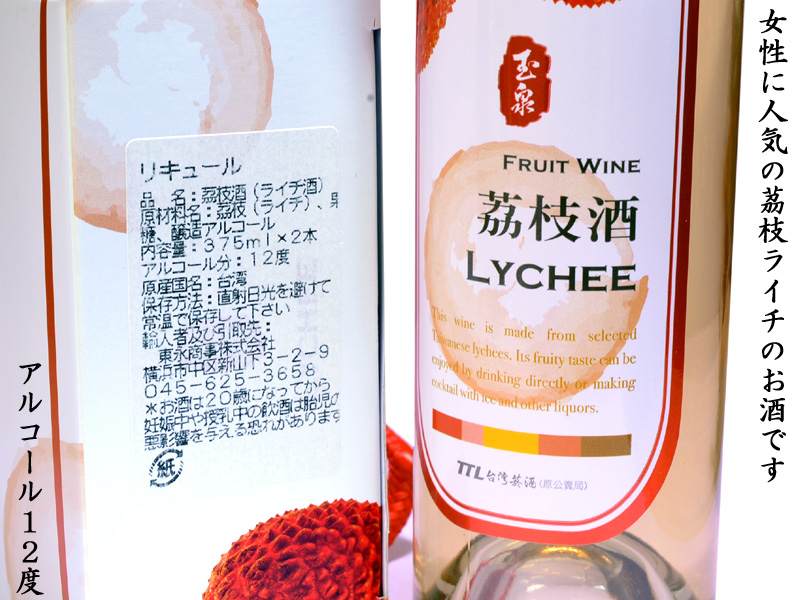 女性に人気の茘枝ライチのお酒です
アルコール12度
リキュール
品 名:茘枝酒(ライチ酒)
原材料名:茘枝(ライチ)、果
糖、醸造アルコール
内容量:375ml×2本
アルコール分:12度
原産国名:台湾
保存方法:直射日光を避けて
常温で保存して下さい
輸入者及び引取先:
東永商事株式会社
横浜市中区新山下3-2-9
045-625-3658
*お酒は20歳になってから
妊娠中や授乳中の飲酒は胎児の
悪影響を与える恐れがあります
紙
玉泉
FRUIT WINE
荔枝酒
LYCHEE
This wine is made from selected
Taiwanese lychees. Its fruity taste can be
enjoyed by drinking directly or making
cocktail with ice and other liquors.
TTL台湾菸酒(原公賣局)